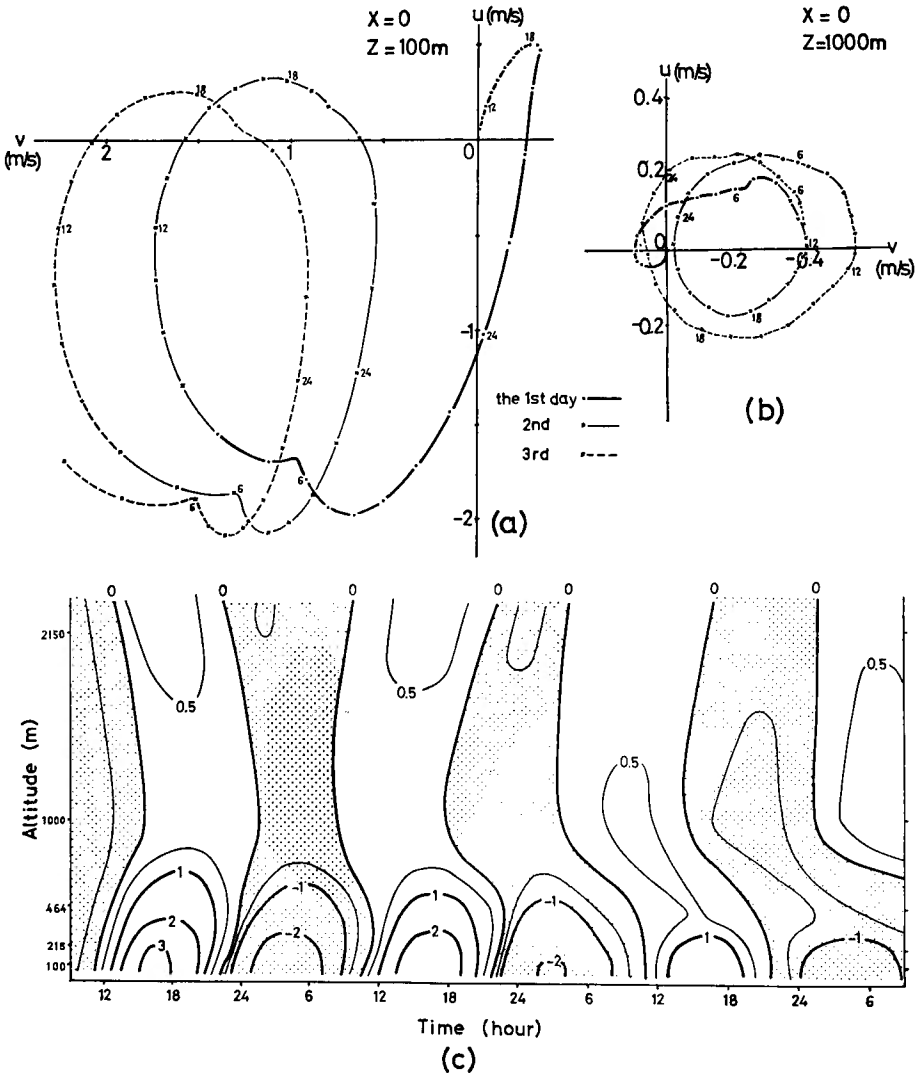 X = 0
Z = 100m
u (m/s)
18
12
24
0
1
2
v
(m/s)
-1
-2
18
18
12
12
24
24
6
6
6
(a)
X = 0
Z=1000m
u (m/s)
0.4
0.2
0
-0.2
-0.2
-0.4
v
(m/s)
24
24
6
6
6
12
12
18
18
(b)
the 1st day
2nd
3rd
0 0 0 0 0 0 0
2150
1000
464
218
100
Altitude (m)
0.5
0.5
0.5
1
2
3
-1
-2
1
2
-1
-2
1
-1
12 18 24 6 12 18 24 6 12 18 24 6
Time (hour)
(c)